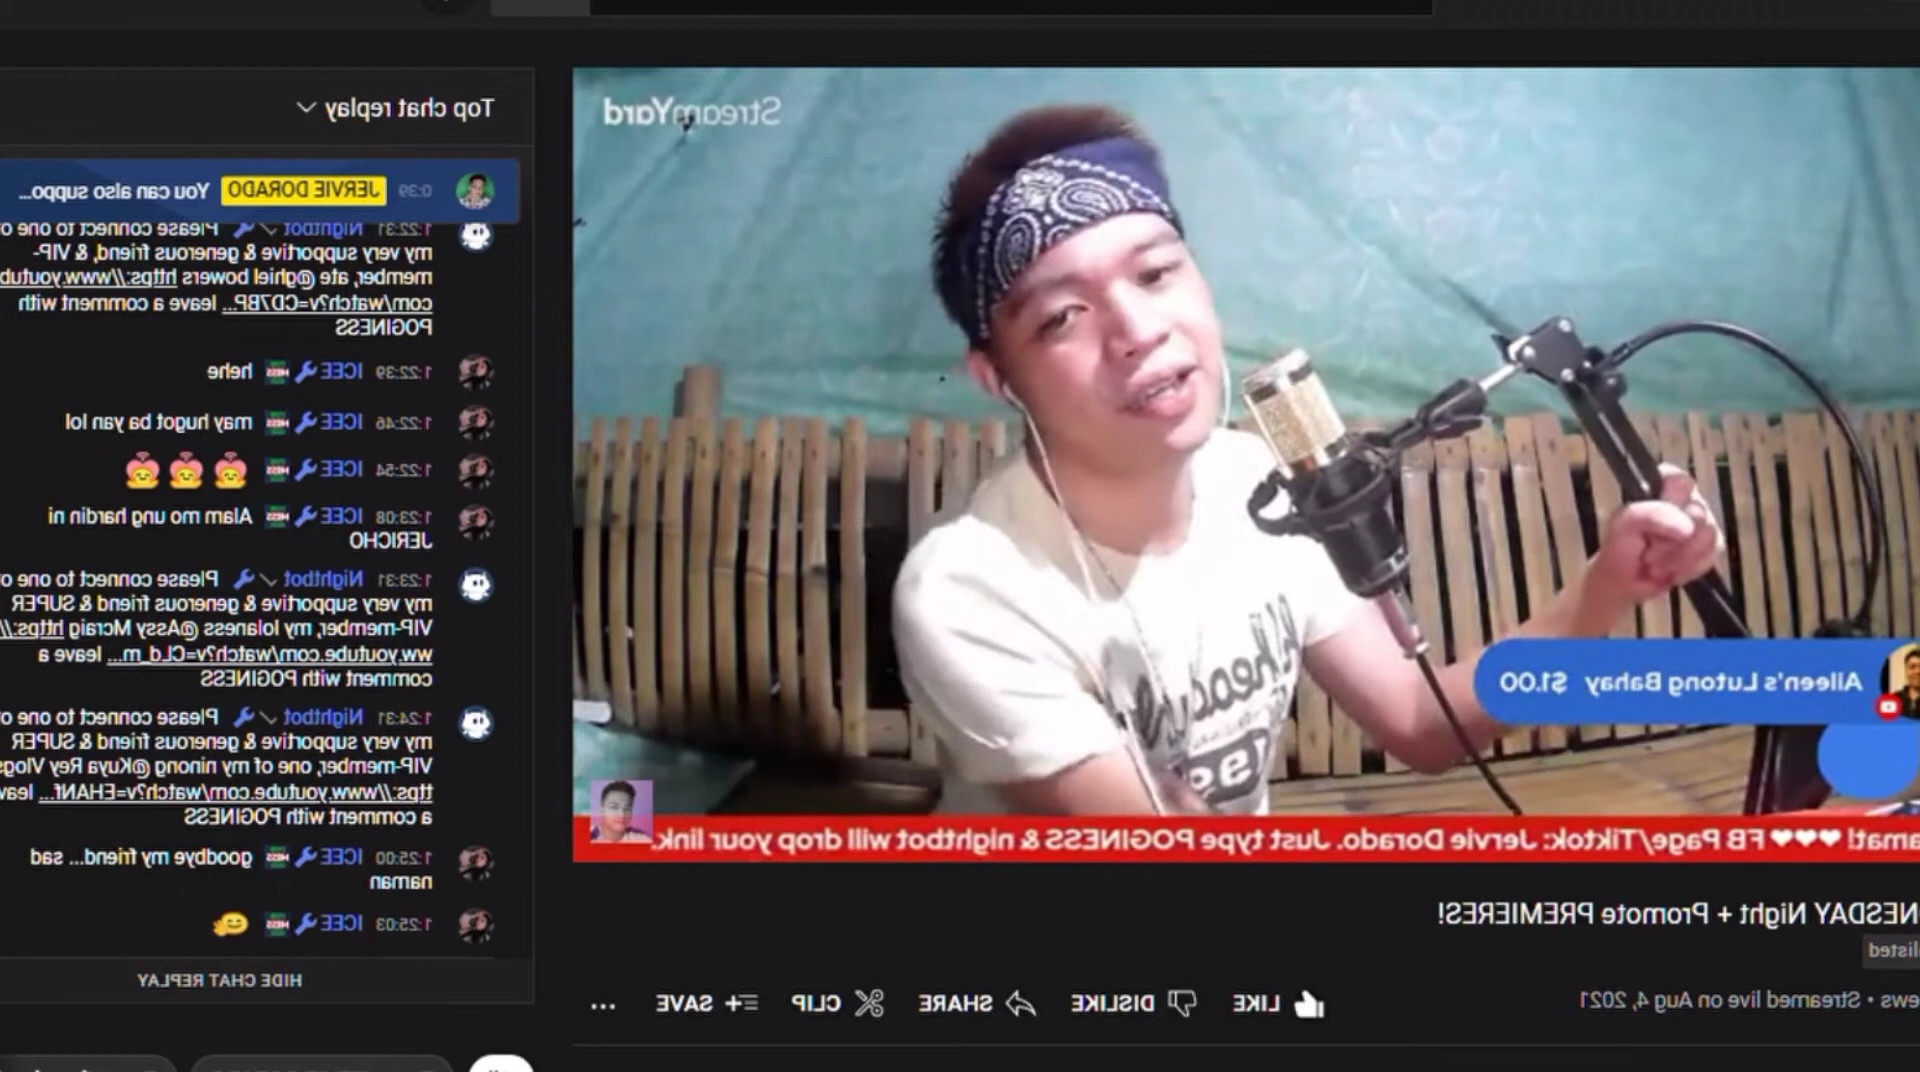 StreamYard
Top chat replay
0:39 JERVIE DORADO You can also suppo...
1:22:31 Nightbot Please connect to one of
my very supportive & generous friend, & VIP-
member, ate @ghiel bowers https://www.youtub
com/watch?v=CD7BP... leave a comment with
POGINESS
1:22:39 ICEE hehe
1:22:46 ICEE may hugot ba yan lol
1:22:54 ICEE
1:23:08 ICEE Alam mo ung hardin ni
JERICHO
1:23:31 Nightbot Please connect to one of
my very supportive & generous friend & SUPER
VIP-member, my lolaness @Assy Mcraig https://
ww.youtube.com/watch?v=CLd_m... leave a
comment with POGINESS
1:24:31 Nightbot Please connect to one of
my very supportive & generous friend & SUPER
VIP-member, one of my ninong @Kuya Rey Vlogs
ttps://www.youtube.com/watch?v=EHANf... leav
a comment with POGINESS
1:25:00 ICEE goodbye my friend... sad
naman
1:25:03 ICEE
HIDE CHAT REPLAY
Alleen's Lutong Bahay $1.00
amat! ❤❤❤ FB Page/Tiktok: Jervie Dorado. Just type POGINESS & nightbot will drop your link.
NESDAY Night + Promote PREMIERES!
listed
ews • Streamed live on Aug 4, 2021
LIKE DISLIKE SHARE CLIP SAVE ...